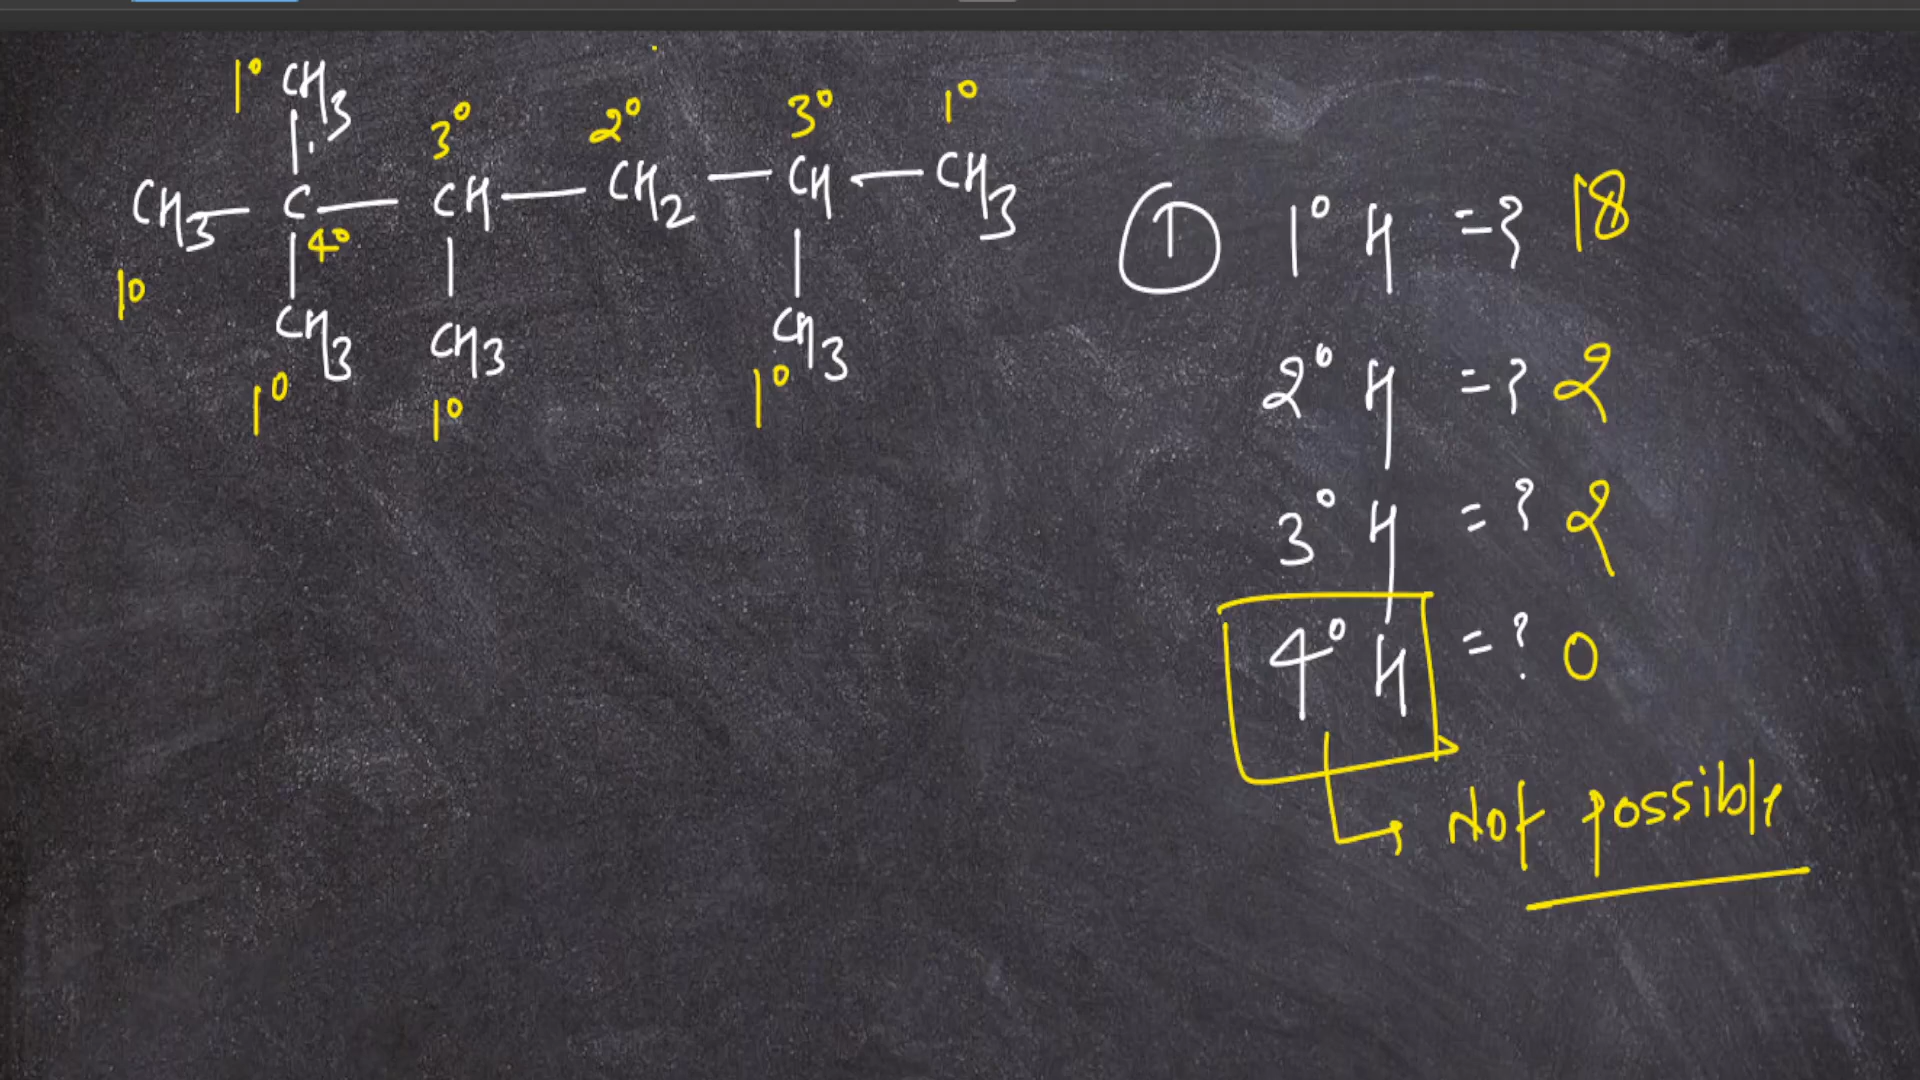 1° CH3
3° 2° 3° 1°
CH3 — C — CH — CH2 — CH — CH3
4°
1°
CH3 CH3 CH3
1° 1° 1°
① 1° H = ? 18
2° H = ? 2
3° H = ? 2
4° H = ? 0
Not possible